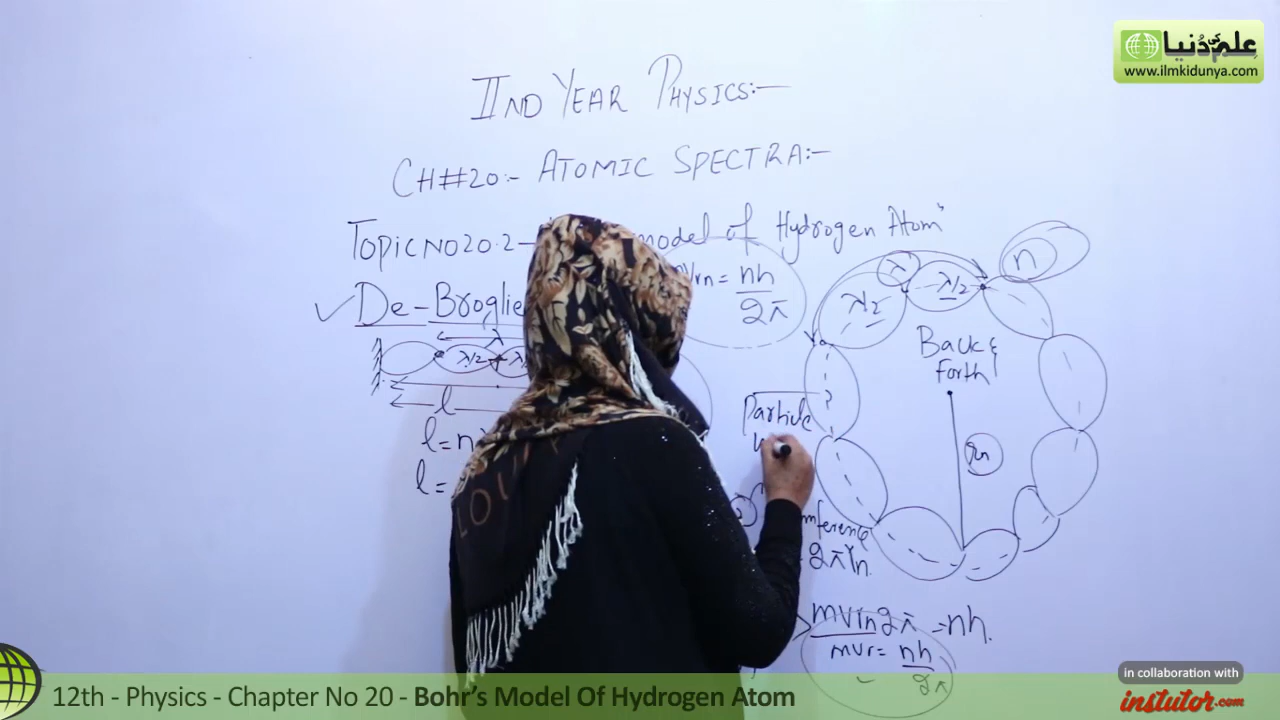 علم کی دُنیا
www.ilmkidunya.com
IIND YEAR PHYSICS:-
CH#20:- ATOMIC SPECTRA:-
TOPIC NO 20.2- model of Hydrogen Atom"
= nh
2π
De-Broglie
λ
λ/2
l
l=n
l=
n
λ
λ/2
λ/2
Back &
forth
rn
Particle
= 2πrn
mvrn2π = nh.
mvr = nh
2π
12th - Physics - Chapter No 20 - Bohr's Model Of Hydrogen Atom
in collaboration with
instutor.com